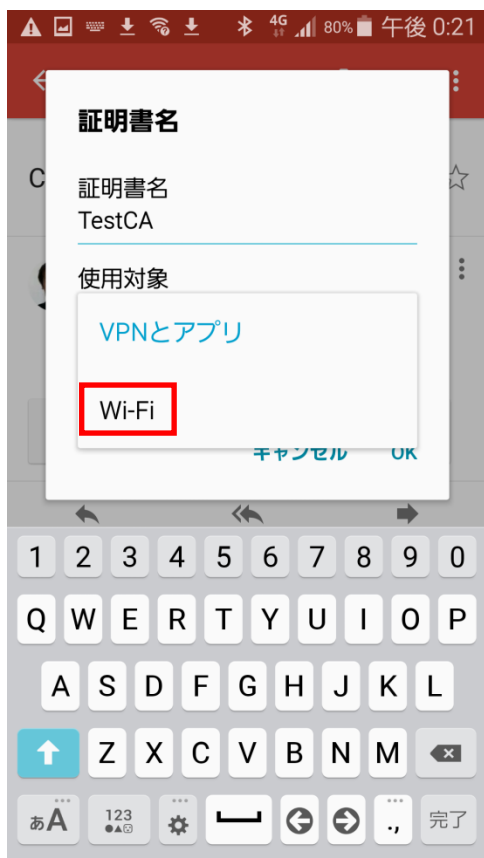 4G 80% 午後 0:21
証明書名
C
証明書名
TestCA
使用対象
VPNとアプリ
Wi-Fi
キャンセル OK
1 2 3 4 5 6 7 8 9 0
Q W E R T Y U I O P
A S D F G H J K L
Z X C V B N M
あA 123 ., 完了